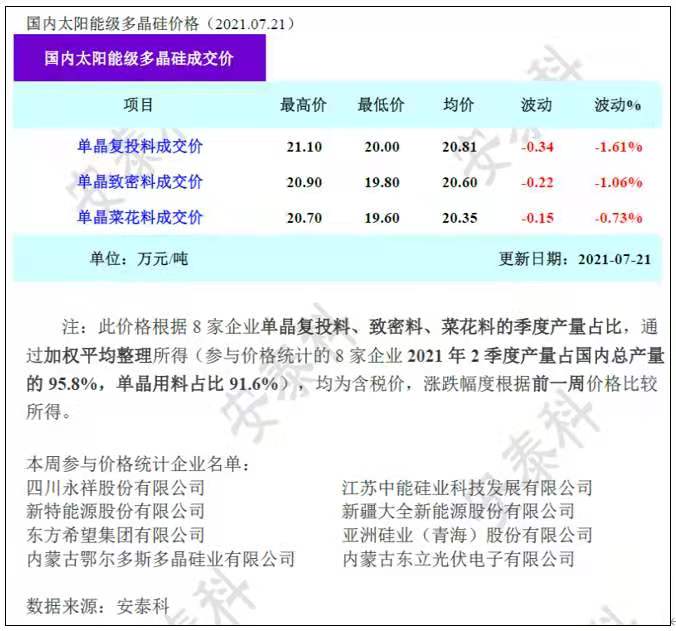 国内太阳能级多晶硅价格（2021.07.21）
国内太阳能级多晶硅成交价
项目 最高价 最低价 均价 波动 波动%
单晶复投料成交价 21.10 20.00 20.81 -0.34 -1.61%
单晶致密料成交价 20.90 19.80 20.60 -0.22 -1.06%
单晶菜花料成交价 20.70 19.60 20.35 -0.15 -0.73%
单位：万元/吨 更新日期：2021-07-21
注：此价格根据 8 家企业单晶复投料、致密料、菜花料的季度产量占比，通
过加权平均整理所得（参与价格统计的 8 家企业 2021 年 2 季度产量占国内总产量
的 95.8%，单晶用料占比 91.6%），均为含税价，涨跌幅度根据前一周价格比较
所得。
本周参与价格统计企业名单：
四川永祥股份有限公司 江苏中能硅业科技发展有限公司
新特能源股份有限公司 新疆大全新能源股份有限公司
东方希望集团有限公司 亚洲硅业（青海）股份有限公司
内蒙古鄂尔多斯多晶硅业有限公司 内蒙古东立光伏电子有限公司
数据来源：安泰科
安泰科
安泰科
安泰科
安泰科
安泰科